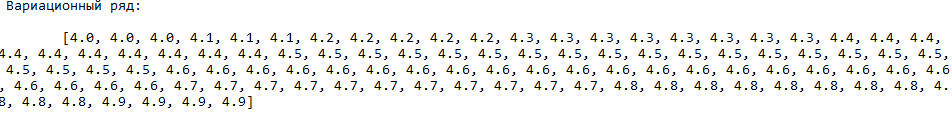 Вариационный ряд:
[4.0, 4.0, 4.0, 4.1, 4.1, 4.1, 4.2, 4.2, 4.2, 4.2, 4.2, 4.3, 4.3, 4.3, 4.3, 4.3, 4.3, 4.3, 4.3, 4.4, 4.4, 4.4,
4.4, 4.4, 4.4, 4.4, 4.4, 4.4, 4.4, 4.5, 4.5, 4.5, 4.5, 4.5, 4.5, 4.5, 4.5, 4.5, 4.5, 4.5, 4.5, 4.5, 4.5, 4.5, 4.5, 4.5,
4.5, 4.5, 4.5, 4.5, 4.6, 4.6, 4.6, 4.6, 4.6, 4.6, 4.6, 4.6, 4.6, 4.6, 4.6, 4.6, 4.6, 4.6, 4.6, 4.6, 4.6, 4.6, 4.6, 4.6
, 4.6, 4.6, 4.6, 4.6, 4.7, 4.7, 4.7, 4.7, 4.7, 4.7, 4.7, 4.7, 4.7, 4.7, 4.7, 4.8, 4.8, 4.8, 4.8, 4.8, 4.8, 4.8, 4.8, 4.
8, 4.8, 4.8, 4.9, 4.9, 4.9, 4.9]